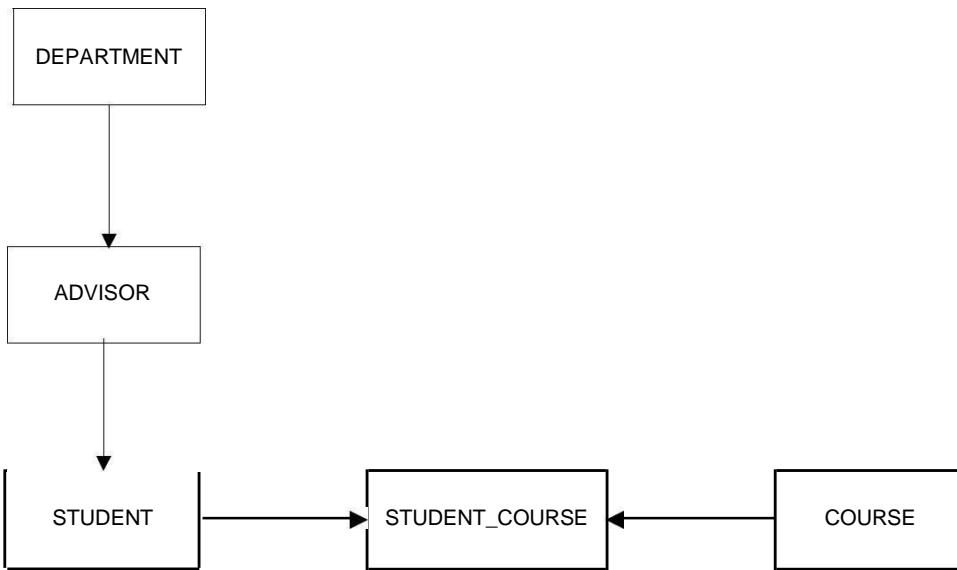 DEPARTMENT
ADVISOR
STUDENT
STUDENT_COURSE
COURSE